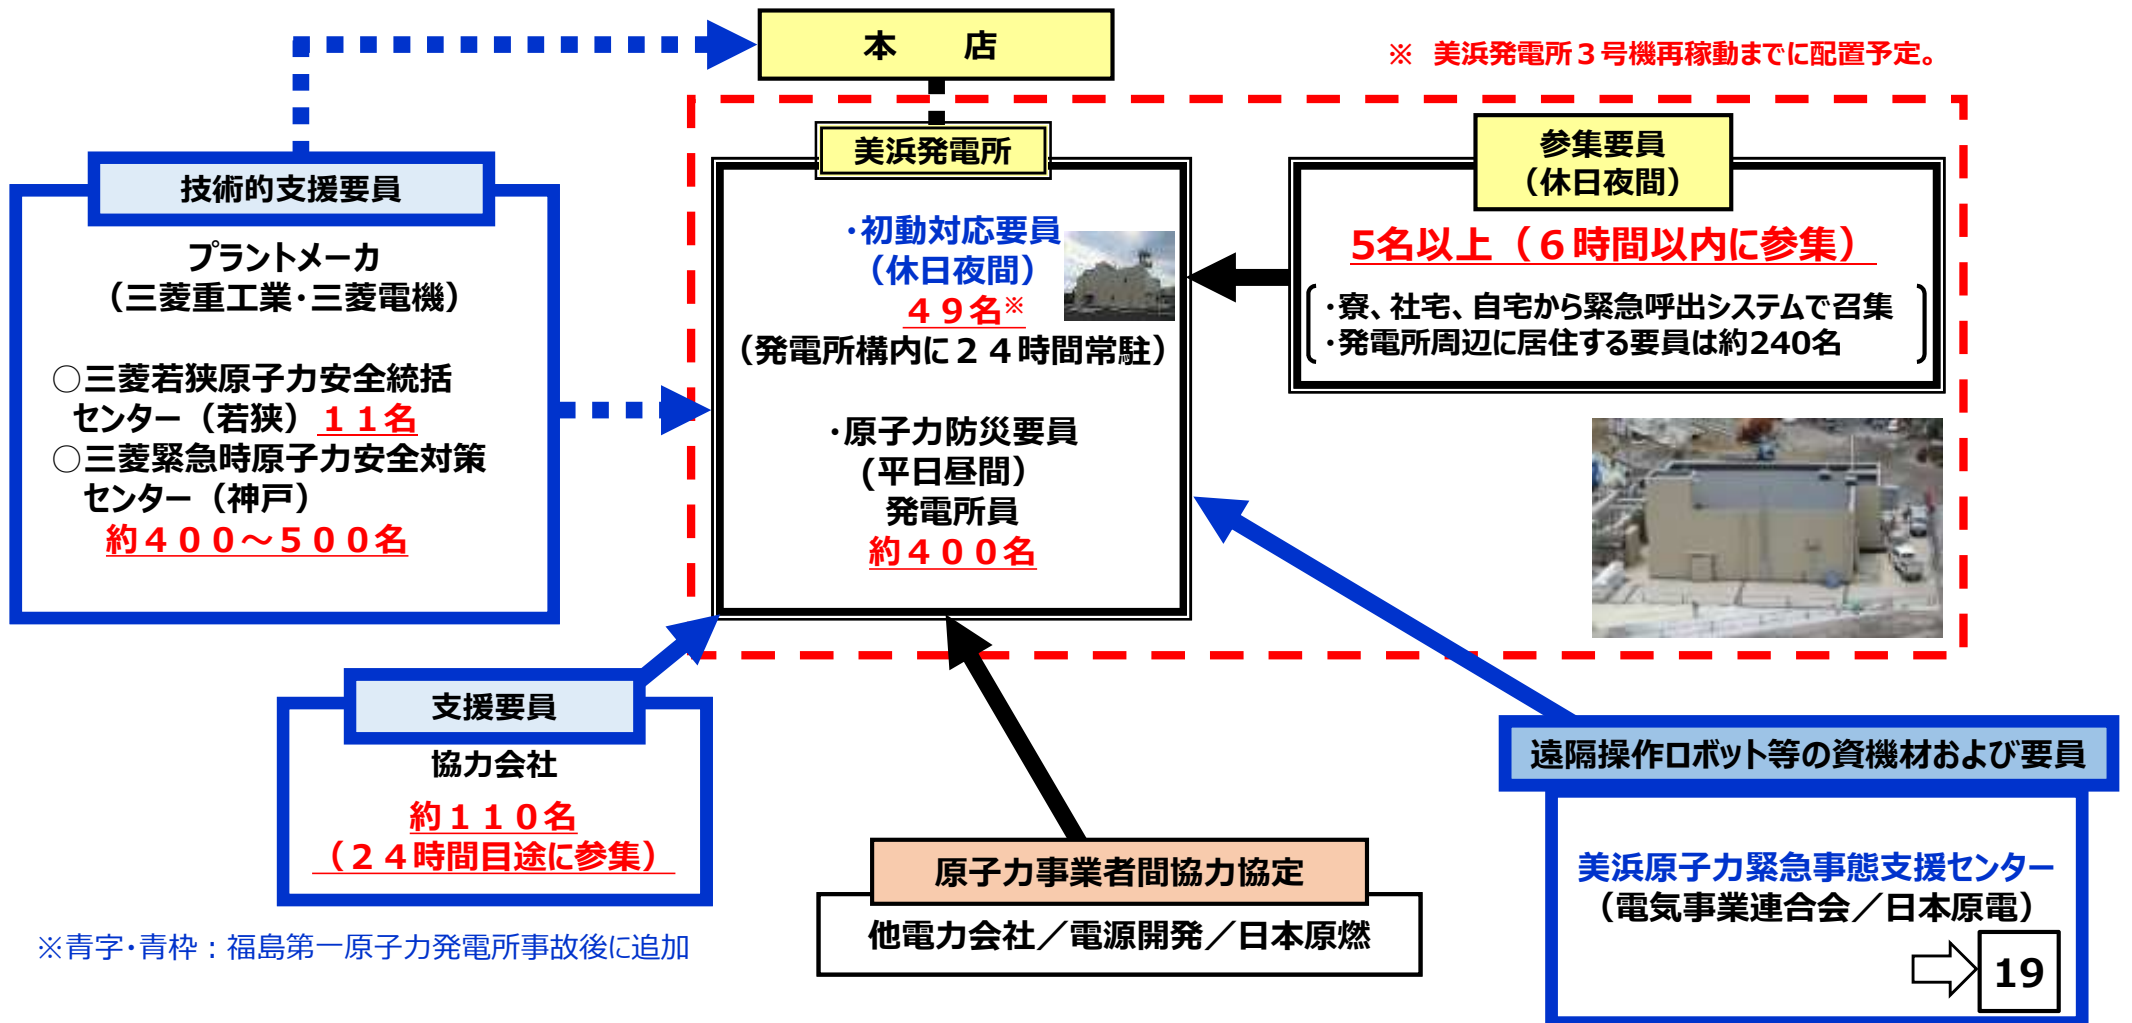 本　店
※　美浜発電所３号機再稼動までに配置予定。
美浜発電所
・初動対応要員
（休日夜間）
４９名※
（発電所構内に２４時間常駐）
・原子力防災要員
(平日昼間）
発電所員
約４００名
参集要員
（休日夜間）
5名以上（６時間以内に参集）
・寮、社宅、自宅から緊急呼出システムで召集
・発電所周辺に居住する要員は約240名
技術的支援要員
プラントメーカ
（三菱重工業・三菱電機）
○三菱若狭原子力安全統括
センター（若狭）１１名
○三菱緊急時原子力安全対策
センター（神戸）
約４００～５００名
支援要員
協力会社
約１１０名
（２４時間目途に参集）
原子力事業者間協力協定
他電力会社／電源開発／日本原燃
遠隔操作ロボット等の資機材および要員
美浜原子力緊急事態支援センター
（電気事業連合会／日本原電）
19
※青字・青枠：福島第一原子力発電所事故後に追加